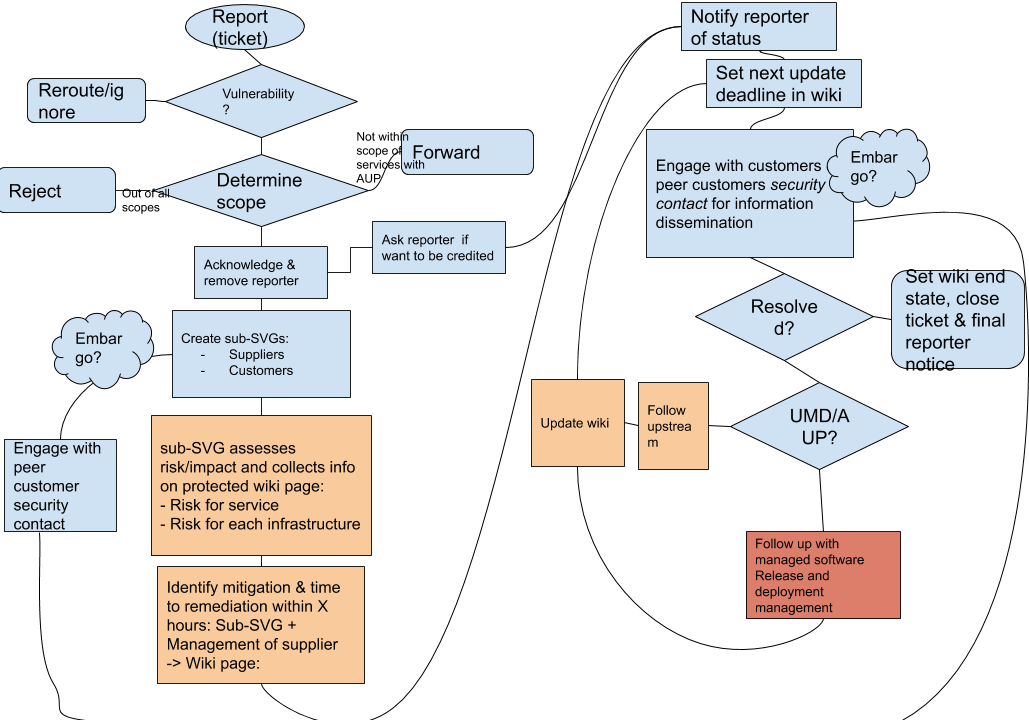 Report
(ticket)
Vulnerability
?
Reroute/ig
nore
Not within
scope of
services with
AUP
Forward
Determine
scope
Reject
Out of all
scopes
Acknowledge &
remove reporter
Ask reporter if
want to be credited
Create sub-SVGs:
- Suppliers
- Customers
Embar
go?
Engage with
peer
customer
security
contact
sub-SVG assesses
risk/impact and collects info
on protected wiki page:
- Risk for service
- Risk for each infrastructure
Identify mitigation & time
to remediation within X
hours: Sub-SVG +
Management of supplier
-> Wiki page:
Notify reporter
of status
Set next update
deadline in wiki
Engage with customers
peer customers security
contact for information
dissemination
Embar
go?
Resolve
d?
Set wiki end
state, close
ticket & final
reporter
notice
UMD/A
UP?
Follow
upstrea
m
Update wiki
Follow up with
managed software
Release and
deployment
management